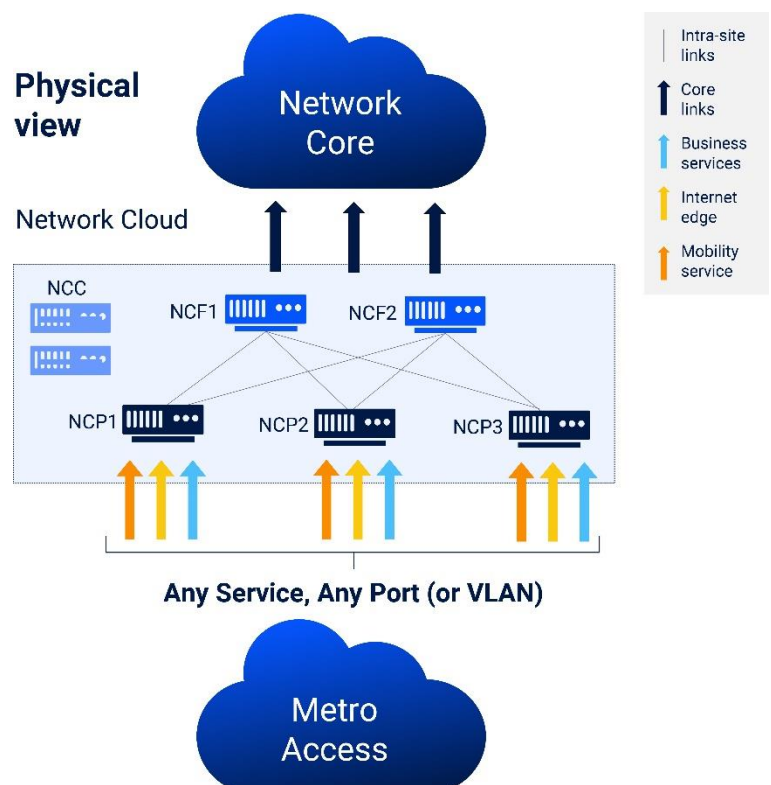 Physical
view
Network
Core
Intra-site
links
Core
links
Business
services
Internet
edge
Mobility
service
Network Cloud
NCC
NCF1
NCF2
NCP1
NCP2
NCP3
Any Service, Any Port (or VLAN)
Metro
Access